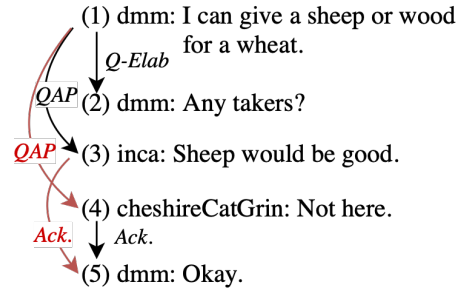 (1) dmm: I can give a sheep or wood
for a wheat.
Q-Elab
QAP
(2) dmm: Any takers?
QAP
(3) inca: Sheep would be good.
(4) cheshireCatGrin: Not here.
Ack.
Ack.
(5) dmm: Okay.